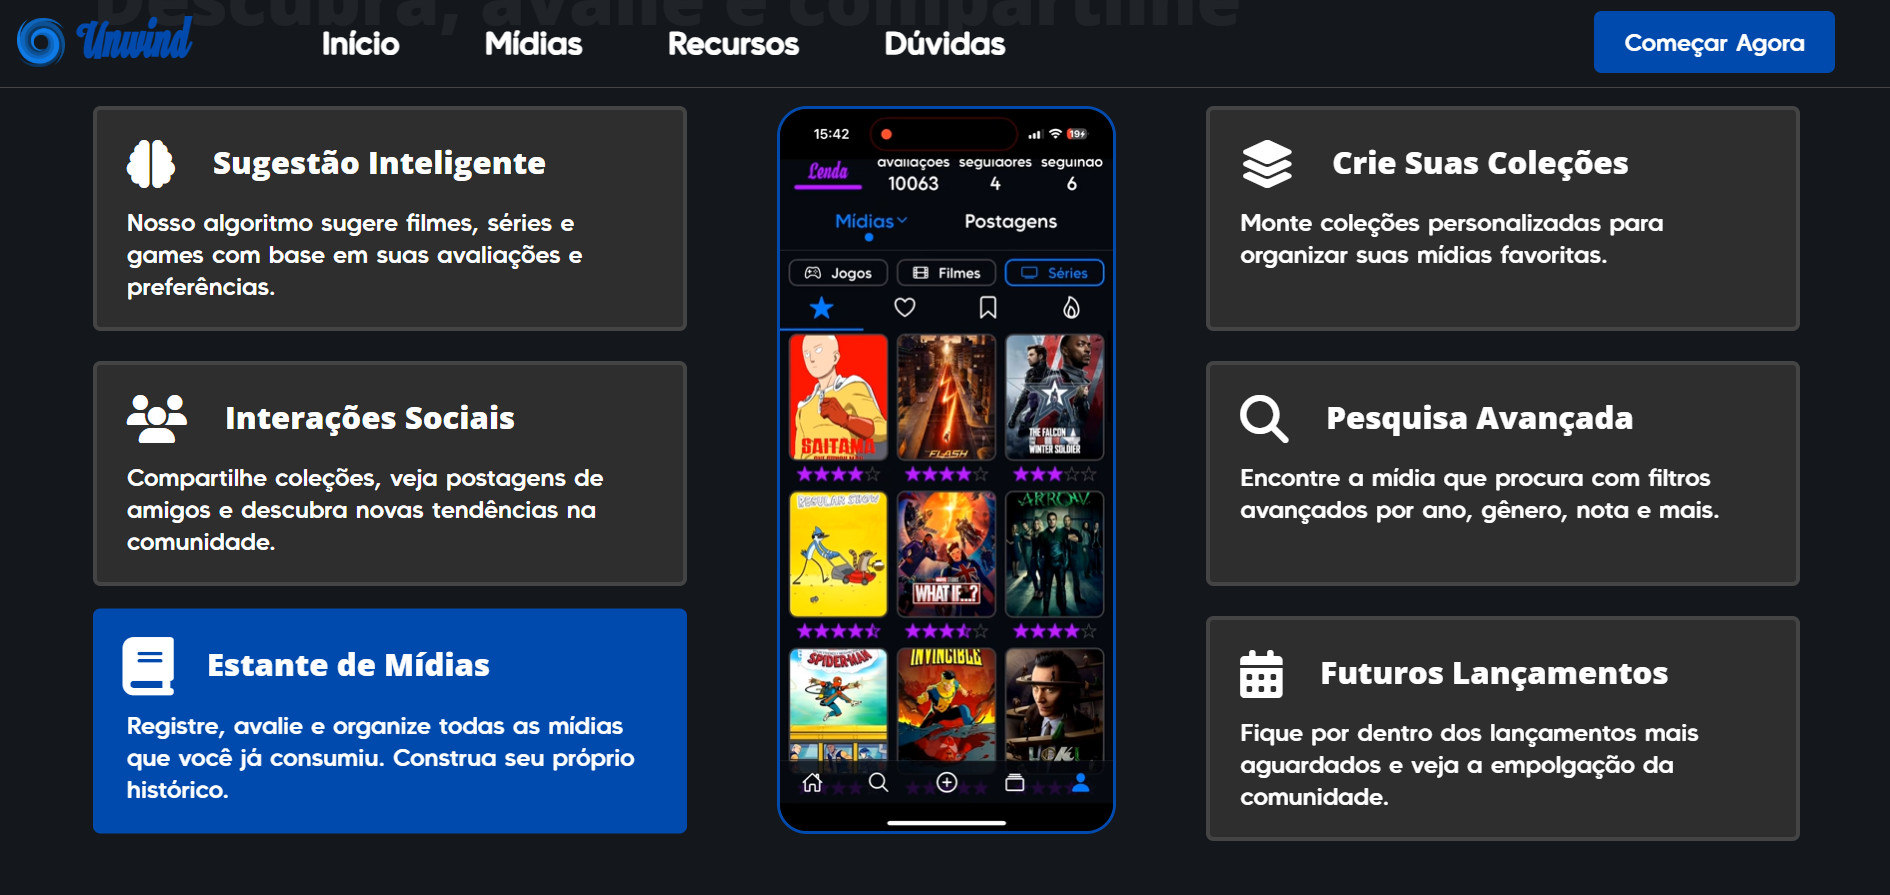 Descubra, avalie e compartilhe
Unwind
Início
Mídias
Recursos
Dúvidas
Começar Agora
Sugestão Inteligente
Nosso algoritmo sugere filmes, séries e
games com base em suas avaliações e
preferências.
Interações Sociais
Compartilhe coleções, veja postagens de
amigos e descubra novas tendências na
comunidade.
Estante de Mídias
Registre, avalie e organize todas as mídias
que você já consumiu. Construa seu próprio
histórico.
15:42
19
Lenda
avaliações seguidores seguindo
10063 4 6
Mídias Postagens
Jogos Filmes Séries
SAITAMA
FLASH
THE FALCON
WINTER SOLDIER
REGULAR SHOW
MARVEL STUDIOS
WHAT IF...?
ARROW
SPIDER-MAN
INVINCIBLE
LOKI
Crie Suas Coleções
Monte coleções personalizadas para
organizar suas mídias favoritas.
Pesquisa Avançada
Encontre a mídia que procura com filtros
avançados por ano, gênero, nota e mais.
Futuros Lançamentos
Fique por dentro dos lançamentos mais
aguardados e veja a empolgação da
comunidade.